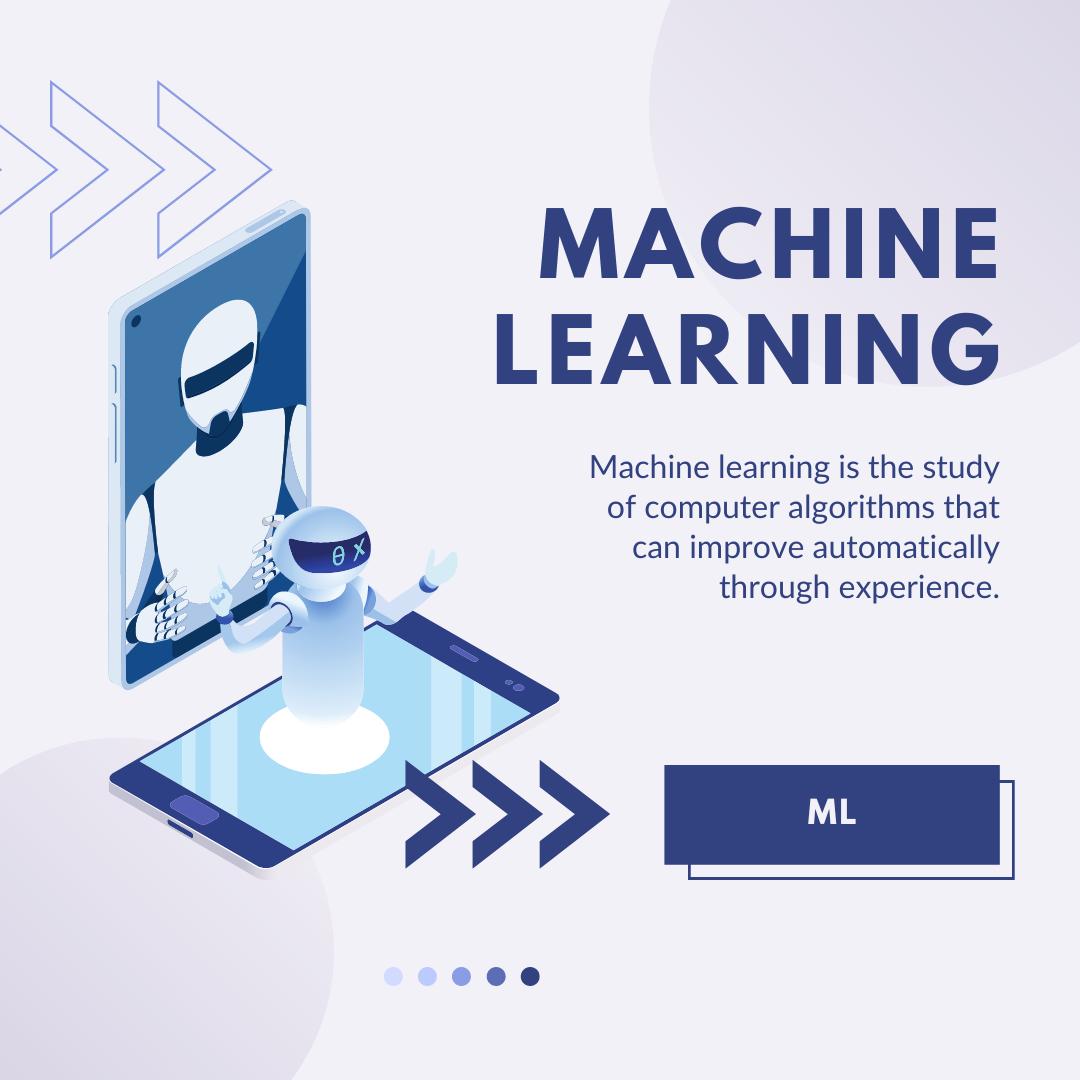 MACHINE
LEARNING
Machine learning is the study
of computer algorithms that
can improve automatically
through experience.
ML